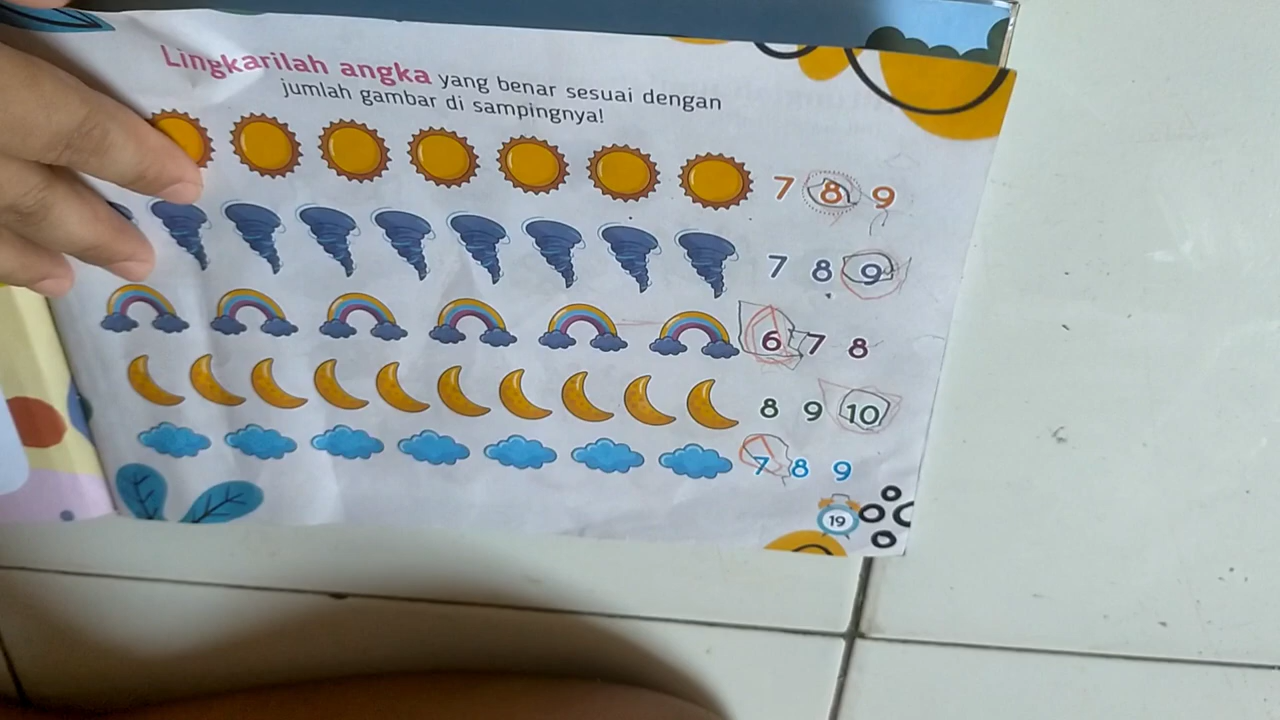 Lingkarilah angka yang benar sesuai dengan
jumlah gambar di sampingnya!
7 8 9
7 8 9
6 7 8
8 9 10
7 8 9
19